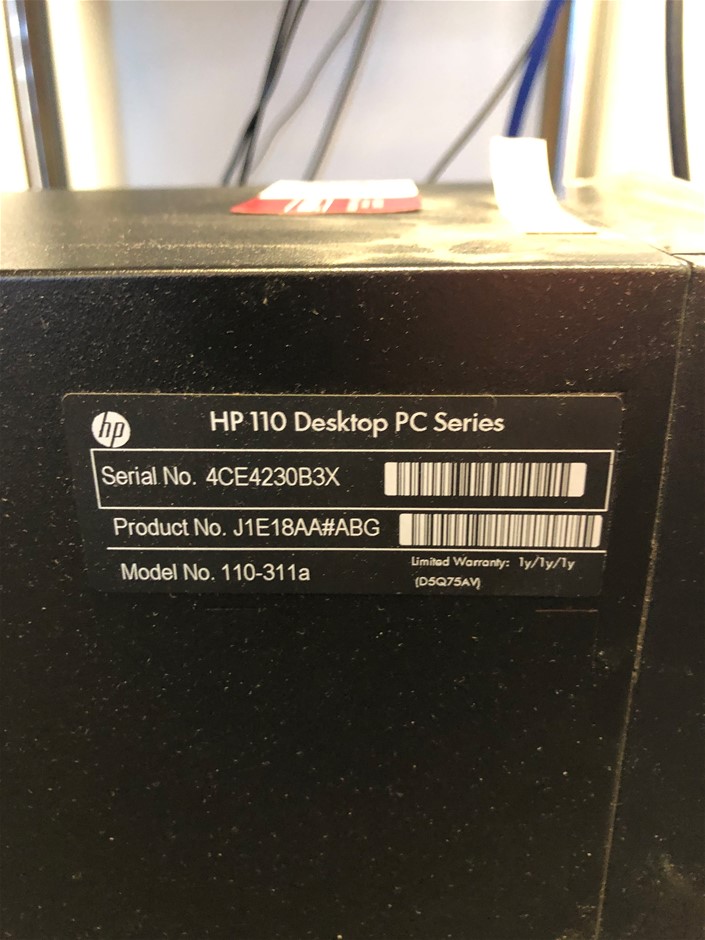 hp
HP 110 Desktop PC Series
Serial No. 4CE4230B3X
Product No. J1E18AA#ABG
Model No. 110-311a
Limited Warranty: 1y/1y/1y
(D5Q75AV)